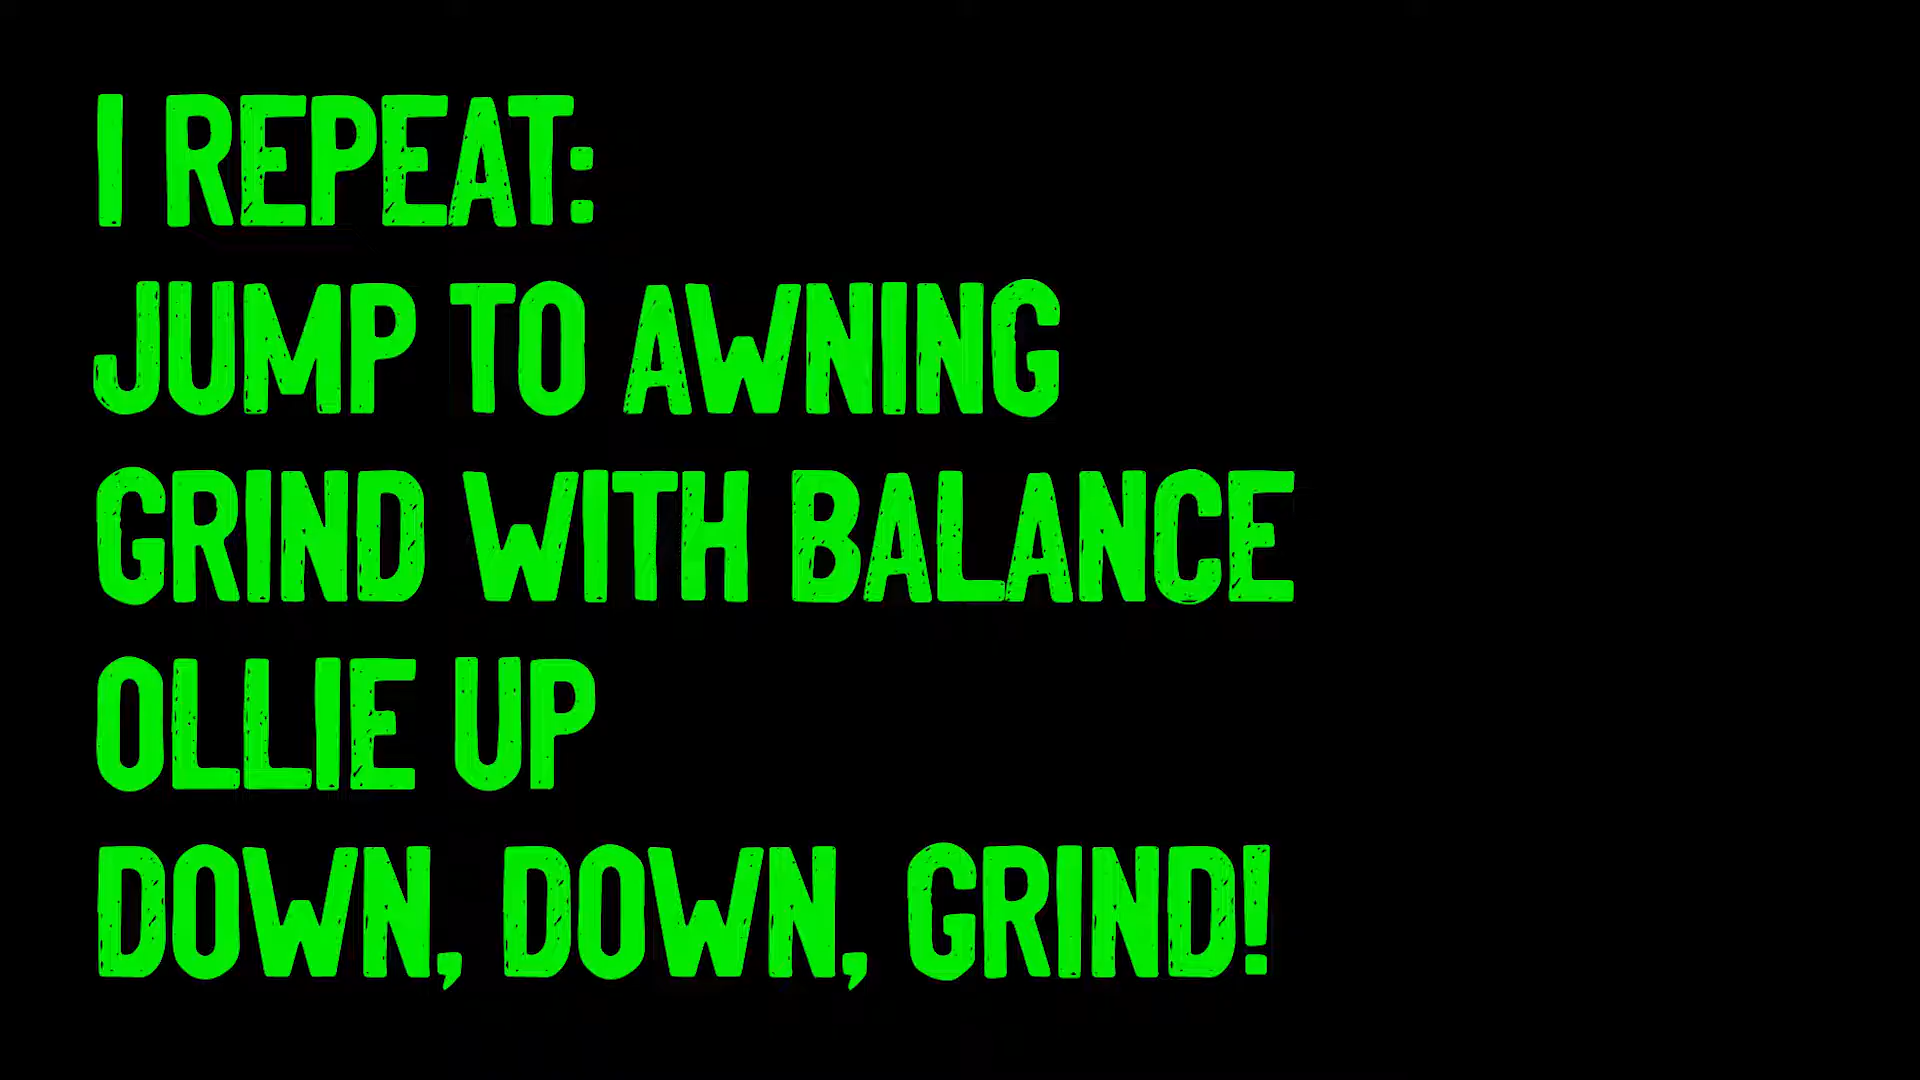 I REPEAT:
JUMP TO AWNING
GRIND WITH BALANCE
OLLIE UP
DOWN, DOWN, GRIND!